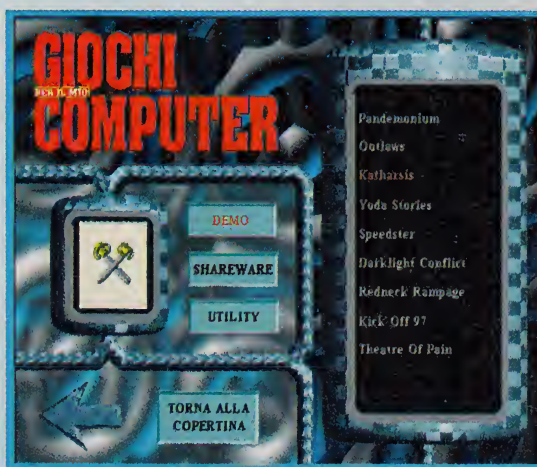 GIOCHI
PER IL MIO
COMPUTER
DEMO
SHAREWARE
UTILITY
TORNA ALLA
COPERTINA
Pandemonium
Outlaws
Katharsis
Yoda Stories
Speedster
Darklight Conflict
Redneck Rampage
Kick Off 97
Theatre Of Pain